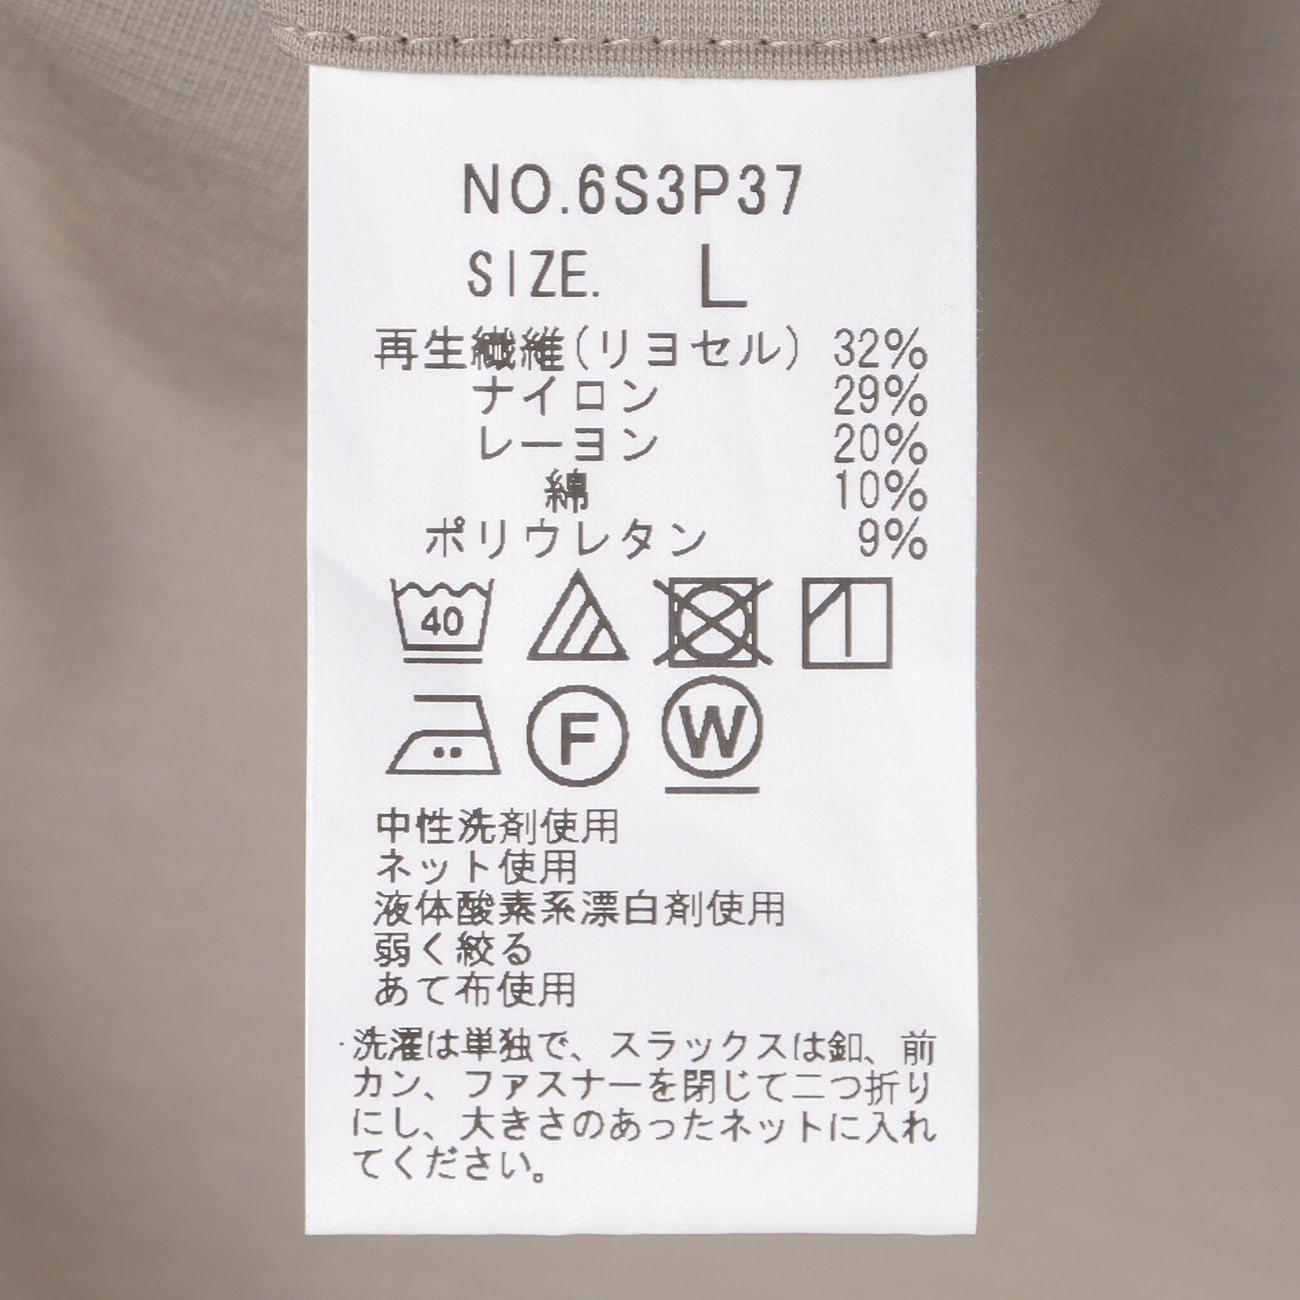 NO.6S3P37
SIZE. L
再生繊維(リヨセル) 32%
ナイロン 29%
レーヨン 20%
綿 10%
ポリウレタン 9%
40
F W
中性洗剤使用
ネット使用
液体酸素系漂白剤使用
弱く絞る
あて布使用
・洗濯は単独で、スラックスは釦、前
カン、ファスナーを閉じて二つ折り
にし、大きさのあったネットに入れ
てください。